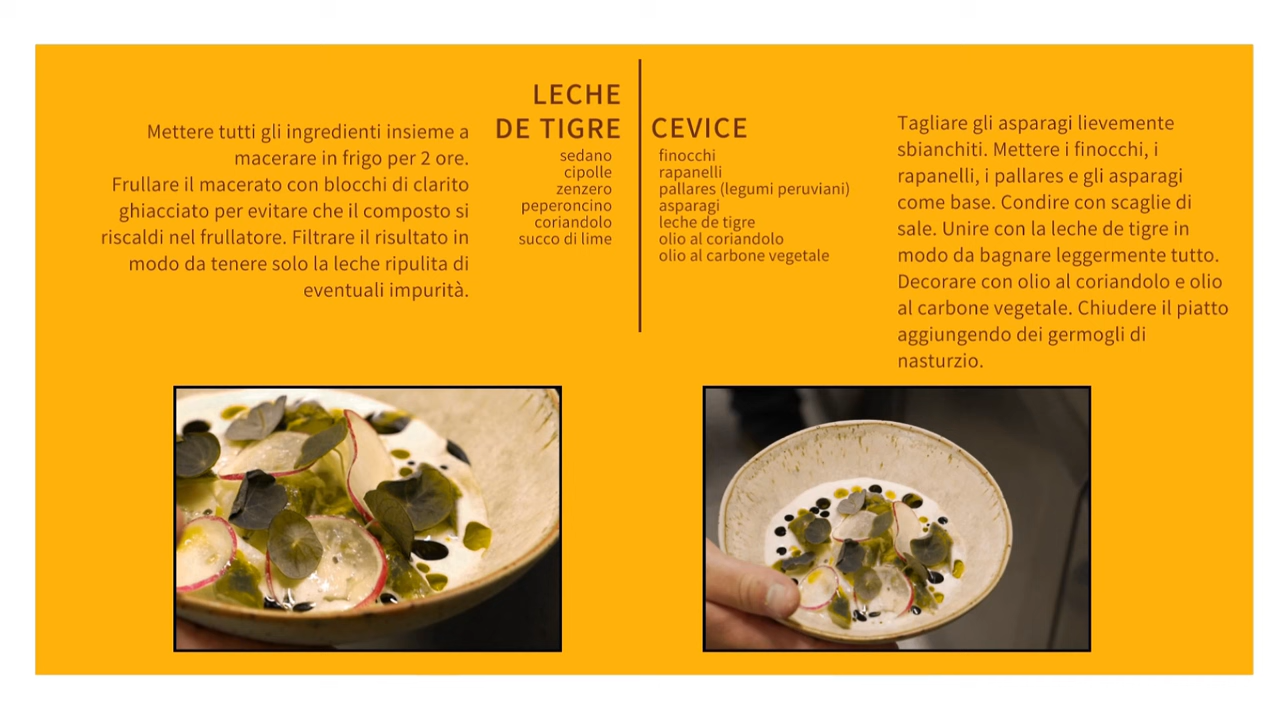 LECHE
DE TIGRE
sedano
cipolle
zenzero
peperoncino
coriandolo
succo di lime
Mettere tutti gli ingredienti insieme a
macerare in frigo per 2 ore.
Frullare il macerato con blocchi di clarito
ghiacciato per evitare che il composto si
riscaldi nel frullatore. Filtrare il risultato in
modo da tenere solo la leche ripulita di
eventuali impurità.
CEVICE
finocchi
rapanelli
pallares (legumi peruviani)
asparagi
leche de tigre
olio al coriandolo
olio al carbone vegetale
Tagliare gli asparagi lievemente
sbianchiti. Mettere i finocchi, i
rapanelli, i pallares e gli asparagi
come base. Condire con scaglie di
sale. Unire con la leche de tigre in
modo da bagnare leggermente tutto.
Decorare con olio al coriandolo e olio
al carbone vegetale. Chiudere il piatto
aggiungendo dei germogli di
nasturzio.